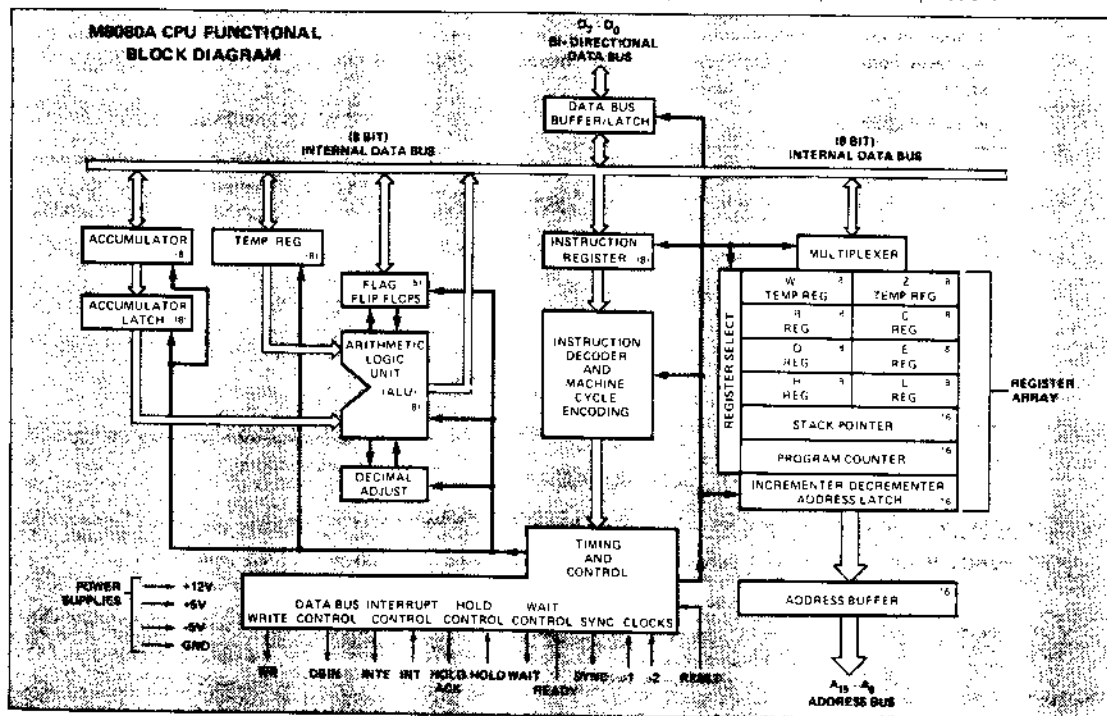 M8080A CPU FUNCTIONAL
BLOCK DIAGRAM
D7 - D0
BI-DIRECTIONAL
DATA BUS
DATA BUS
BUFFER/LATCH
(8 BIT)
INTERNAL DATA BUS
(8 BIT)
INTERNAL DATA BUS
ACCUMULATOR
TEMP REG
INSTRUCTION
REGISTER (8)
MULTIPLEXER
FLAG
FLIP FLOPS
ACCUMULATOR
LATCH (8)
ARITHMETIC
LOGIC
UNIT
(ALU)
DECIMAL
ADJUST
INSTRUCTION
DECODER
AND
MACHINE
CYCLE
ENCODING
REGISTER SELECT
W
TEMP REG
Z
TEMP REG
B
REG
C
REG
D
REG
E
REG
H
REG
L
REG
STACK POINTER
PROGRAM COUNTER
INCREMENTER DECREMENTER
ADDRESS LATCH
REGISTER
ARRAY
TIMING
AND
CONTROL
WRITE
DATA BUS
CONTROL
INTERRUPT
CONTROL
HOLD
CONTROL
WAIT
CONTROL
SYNC
CLOCKS
POWER
SUPPLIES
+12V
+5V
-5V
GND
WR
DBIN
INTE
INT
HOLD
ACK
HOLD
WAIT
READY
SYNC
RESET
ADDRESS BUFFER
A15 - A0
ADDRESS BUS